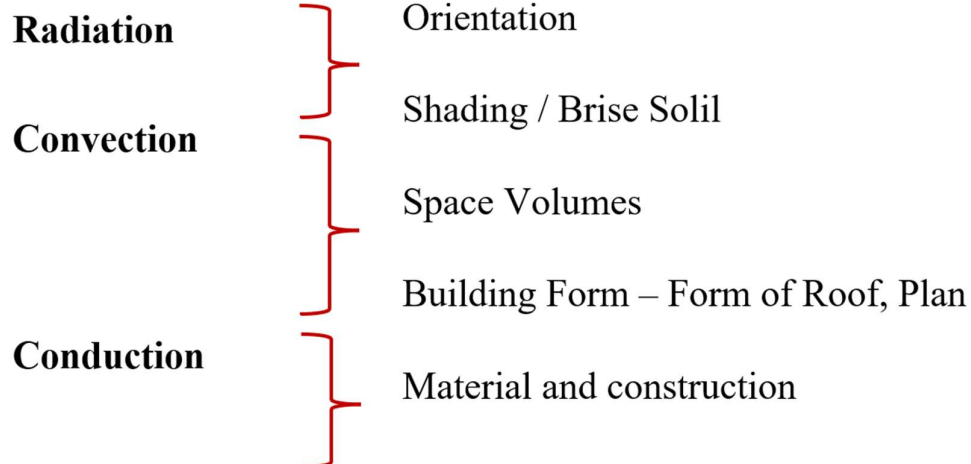 Radiation
Orientation
Shading / Brise Solil
Convection
Space Volumes
Building Form – Form of Roof, Plan
Conduction
Material and construction